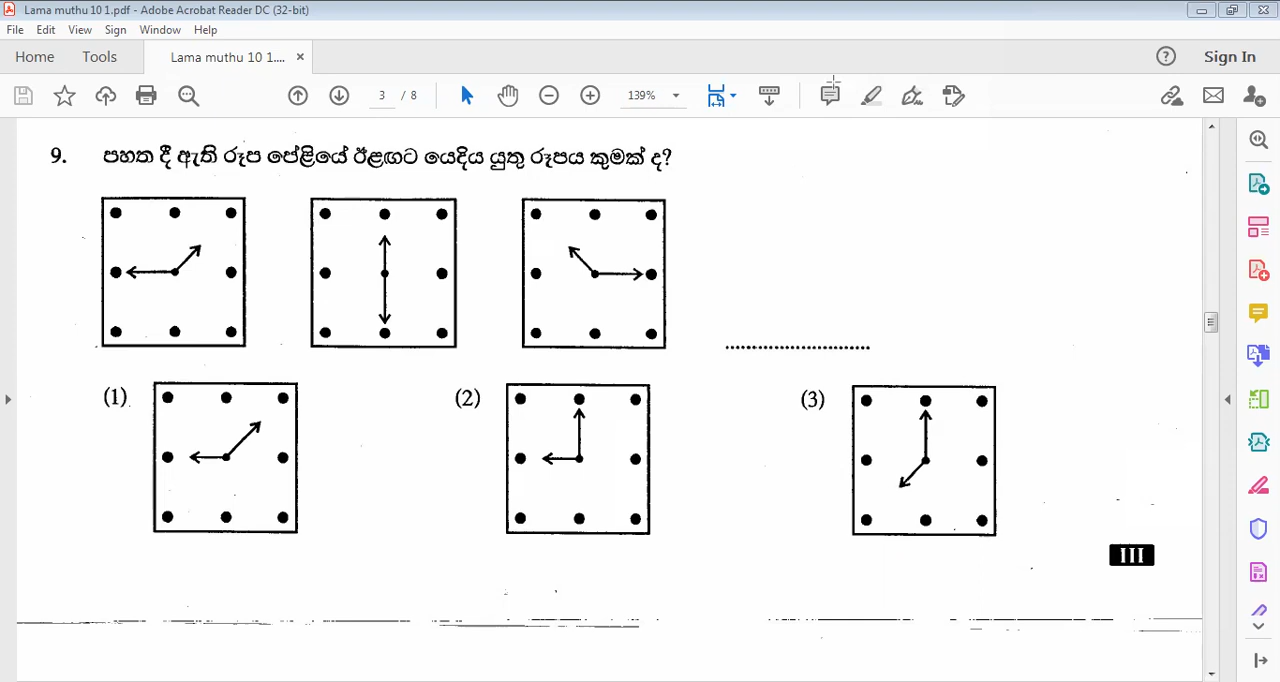 Lama muthu 10 1.pdf - Adobe Acrobat Reader DC (32-bit)
File Edit View Sign Window Help
Home Tools Lama muthu 10 1.... × Sign In
3 / 8 139%
9. පහත දී ඇති රූප පේළියේ ඊළඟට යෙදිය යුතු රූපය කුමක් ද?
(1) (2) (3)
III